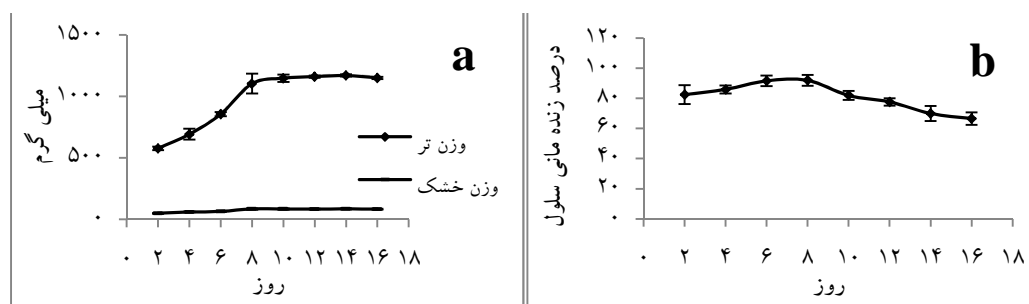 a
میلی گرم
۱۵۰۰
۱۰۰۰
۵۰۰
۰
۰ ۲ ۴ ۶ ۸ ۱۰ ۱۲ ۱۴ ۱۶ ۱۸
روز
وزن تر
وزن خشک
b
درصد زنده مانی سلول
۱۲۰
۱۰۰
۸۰
۶۰
۴۰
۲۰
۰
۰ ۲ ۴ ۶ ۸ ۱۰ ۱۲ ۱۴ ۱۶ ۱۸
روز